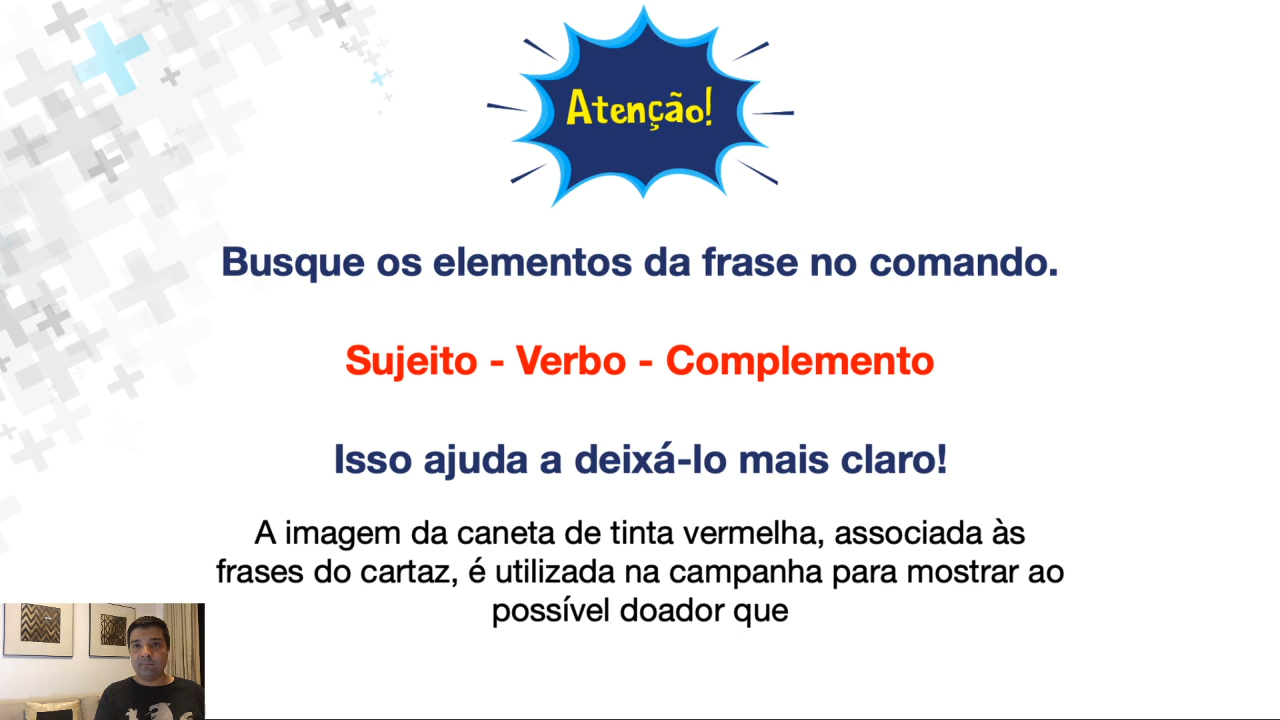 Atenção!
Busque os elementos da frase no comando.
Sujeito - Verbo - Complemento
Isso ajuda a deixá-lo mais claro!
A imagem da caneta de tinta vermelha, associada às
frases do cartaz, é utilizada na campanha para mostrar ao
possível doador que